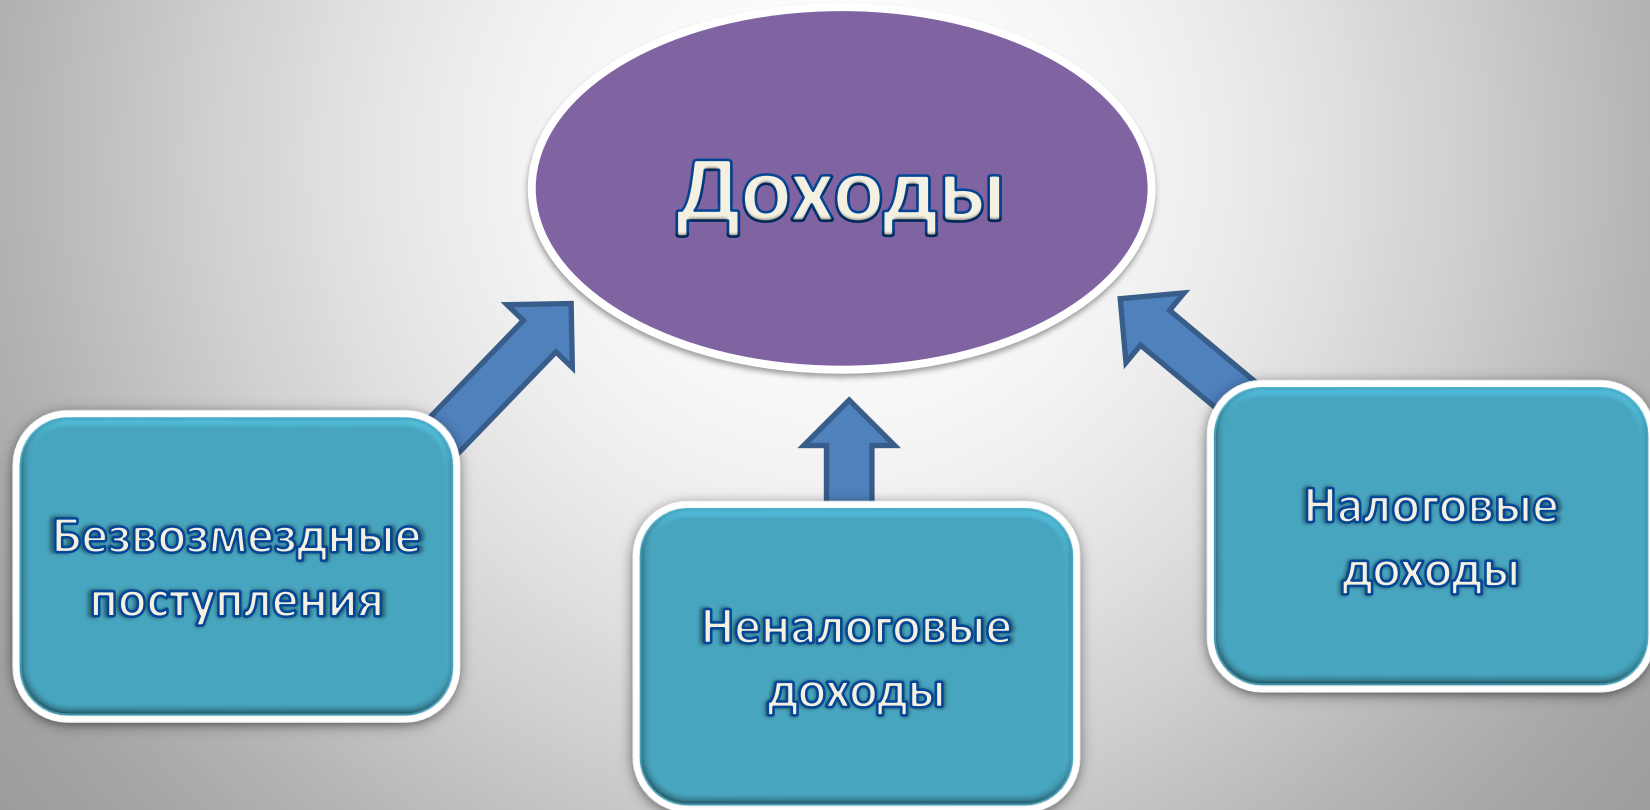 Доходы
Безвозмездные
поступления
Неналоговые
доходы
Налоговые
доходы